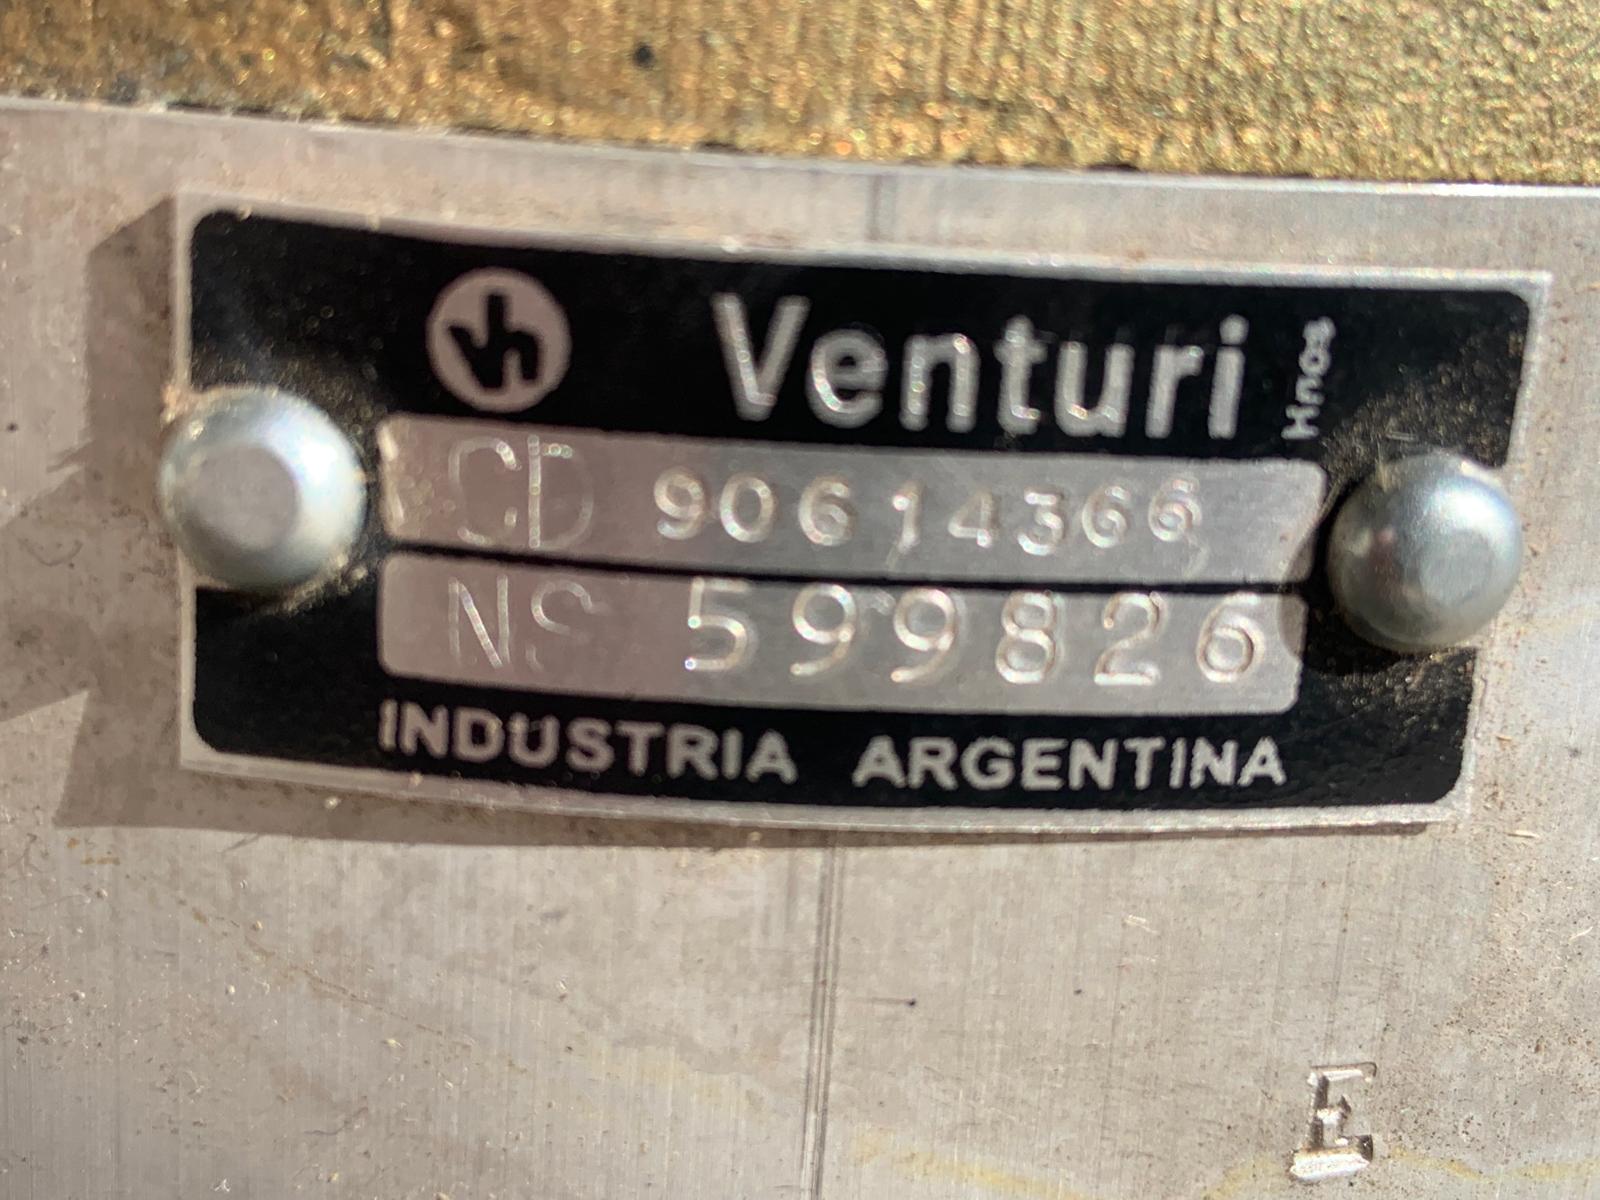 Venturi Hnos
CD 90614366
NS 599826
INDUSTRIA ARGENTINA
E